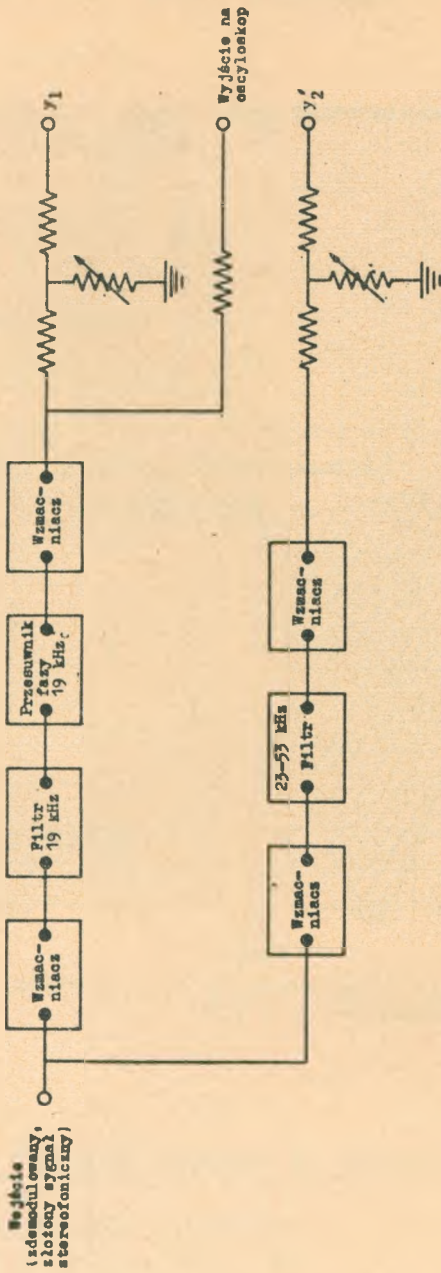 Wejście
(zdemodulowany,
złożony sygnał
stereofoniczny)
Wzmac-
niacz
Filtr
19 kHz
Przesuwnik
fazy
19 kHz
Wzmac-
niacz
y₁
Wyjście na
oscyloskop
Wzmac-
niacz
23-53 kHz
Filtr
Wzmac-
niacz
y₂′